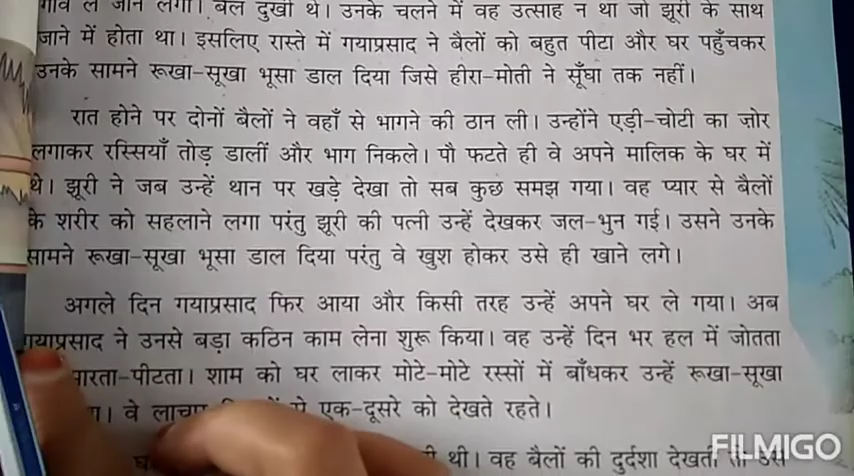 गाँव ले जाने लगा। बैल दुखी थे। उनके चलने में वह उत्साह न था जो झूरी के साथ
जाने में होता था। इसलिए रास्ते में गयाप्रसाद ने बैलों को बहुत पीटा और घर पहुँचकर
उनके सामने रूखा-सूखा भूसा डाल दिया जिसे हीरा-मोती ने सूँघा तक नहीं।
रात होने पर दोनों बैलों ने वहाँ से भागने की ठान ली। उन्होंने एड़ी-चोटी का ज़ोर
लगाकर रस्सियाँ तोड़ डालीं और भाग निकले। पौ फटते ही वे अपने मालिक के घर में
थे। झूरी ने जब उन्हें थान पर खड़े देखा तो सब कुछ समझ गया। वह प्यार से बैलों
के शरीर को सहलाने लगा परंतु झूरी की पत्नी उन्हें देखकर जल-भुन गई। उसने उनके
सामने रूखा-सूखा भूसा डाल दिया परंतु वे खुश होकर उसे ही खाने लगे।
अगले दिन गयाप्रसाद फिर आया और किसी तरह उन्हें अपने घर ले गया। अब
गयाप्रसाद ने उनसे बड़ा कठिन काम लेना शुरू किया। वह उन्हें दिन भर हल में जोतता
मारता-पीटता। शाम को घर लाकर मोटे-मोटे रस्सों में बाँधकर उन्हें रूखा-सूखा
वे एक-दूसरे को देखते रहते।
थी। वह बैलों की दुर्दशा देखती
FILMIGO